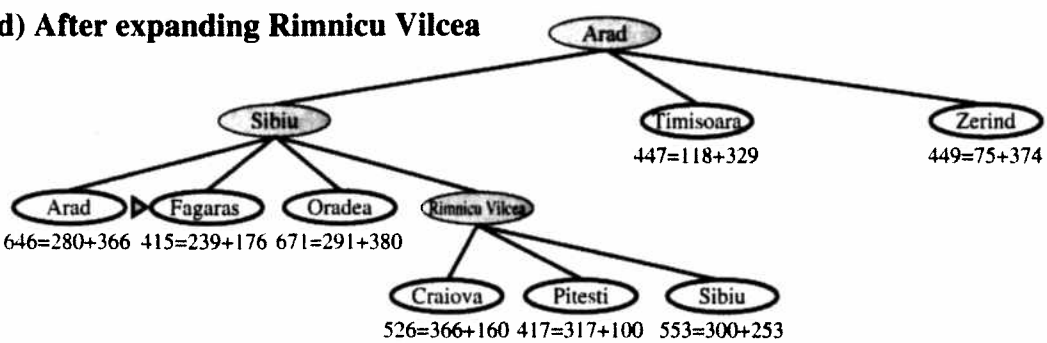 d) After expanding Rimnicu Vilcea
Arad
Sibiu
Timisoara
Zerind
447=118+329
449=75+374
Arad
Fagaras
Oradea
Rimnicu Vilcea
646=280+366
415=239+176
671=291+380
Craiova
Pitesti
Sibiu
526=366+160
417=317+100
553=300+253